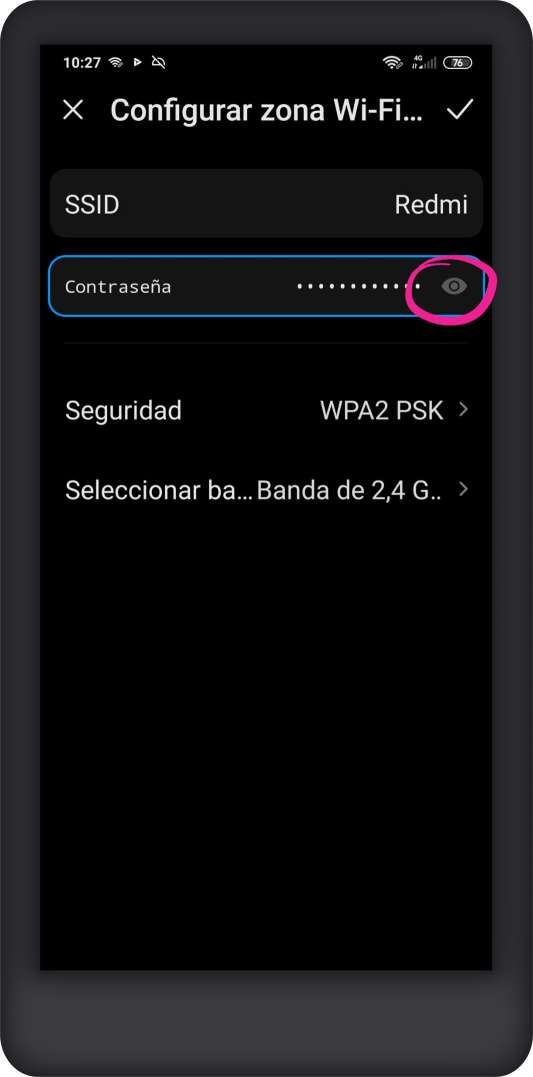 10:27 4G 76
Configurar zona Wi-Fi...
SSID Redmi
Contraseña ............
Seguridad WPA2 PSK
Seleccionar ba... Banda de 2,4 G..